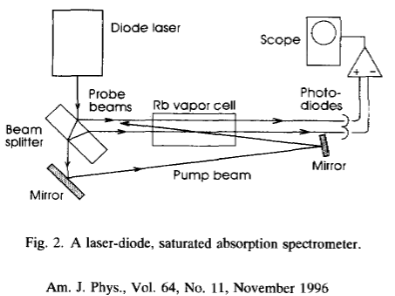 Diode laser
Scope
Probe
beams
Rb vapor cell
Photo-
diodes
+ -
Beam
splitter
Mirror
Pump beam
Mirror
Fig. 2. A laser-diode, saturated absorption spectrometer.
Am. J. Phys., Vol. 64, No. 11, November 1996